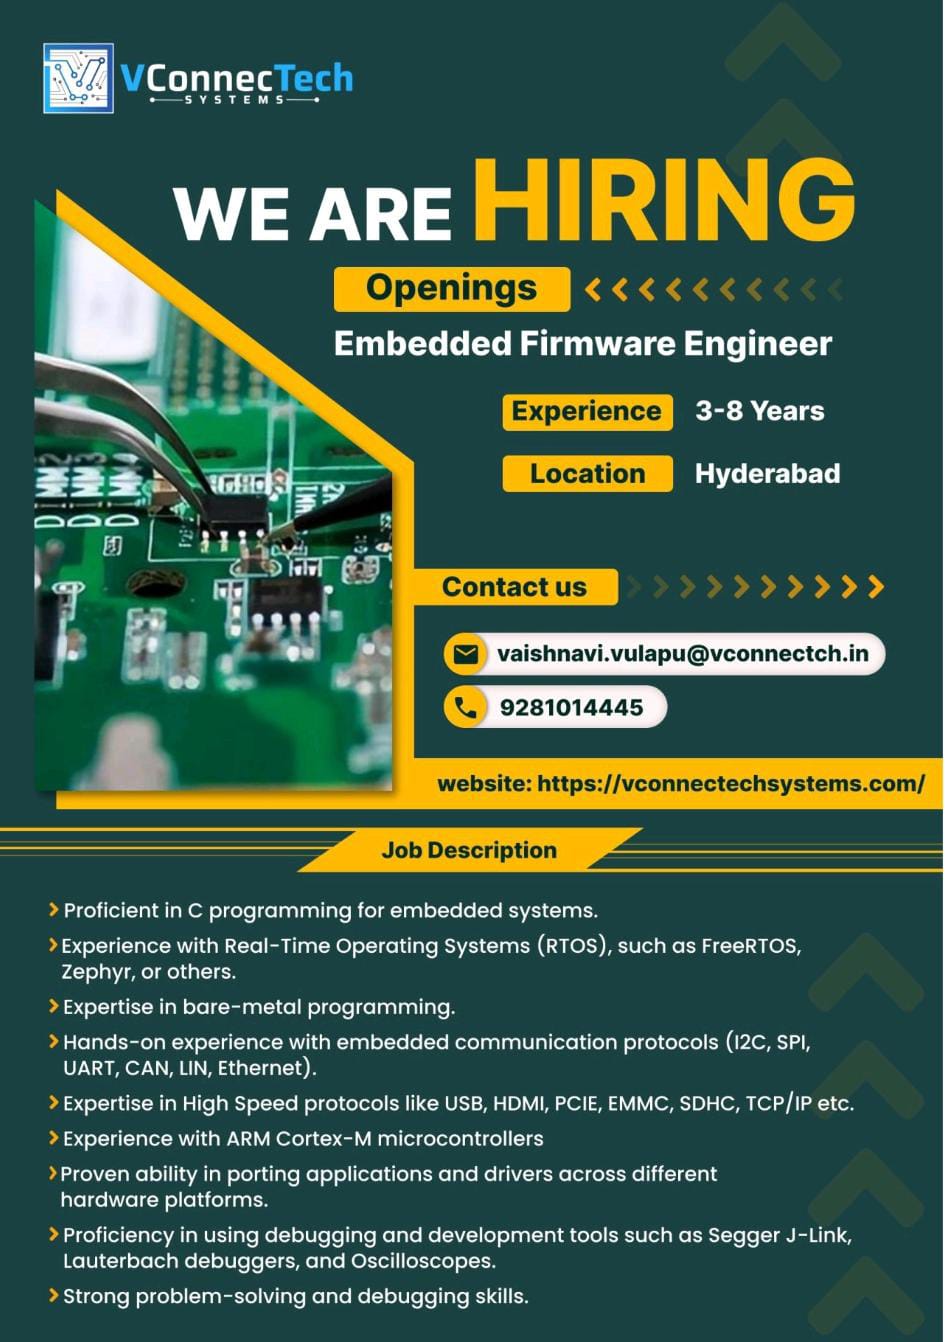 VConnecTech
SYSTEMS
WE ARE HIRING
Openings
Embedded Firmware Engineer
Experience 3-8 Years
Location Hyderabad
Contact us
vaishnavi.vulapu@vconnectch.in
9281014445
website: https://vconnectechsystems.com/
Job Description
Proficient in C programming for embedded systems.
Experience with Real-Time Operating Systems (RTOS), such as FreeRTOS,
Zephyr, or others.
Expertise in bare-metal programming.
Hands-on experience with embedded communication protocols (I2C, SPI,
UART, CAN, LIN, Ethernet).
Expertise in High Speed protocols like USB, HDMI, PCIE, EMMC, SDHC, TCP/IP etc.
Experience with ARM Cortex-M microcontrollers
Proven ability in porting applications and drivers across different
hardware platforms.
Proficiency in using debugging and development tools such as Segger J-Link,
Lauterbach debuggers, and Oscilloscopes.
Strong problem-solving and debugging skills.